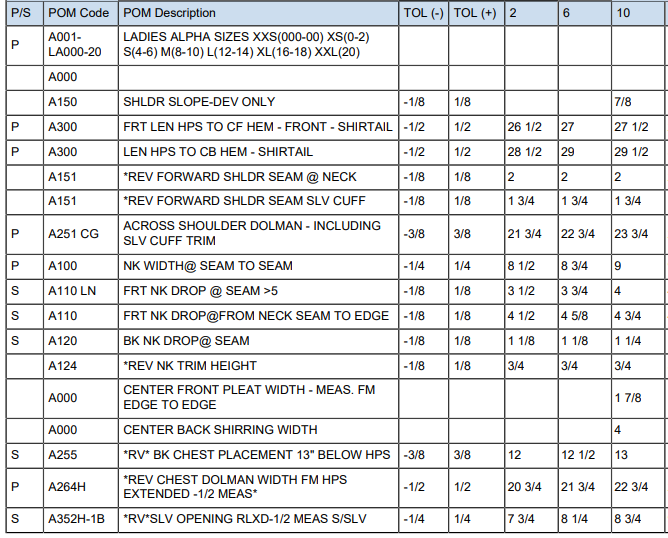 P/S POM Code POM Description TOL (-) TOL (+) 2 6 10
P A001-LA000-20 LADIES ALPHA SIZES XXS(000-00) XS(0-2)
S(4-6) M(8-10) L(12-14) XL(16-18) XXL(20)
A000
A150 SHLDR SLOPE-DEV ONLY -1/8 1/8 7/8
P A300 FRT LEN HPS TO CF HEM - FRONT - SHIRTAIL -1/2 1/2 26 1/2 27 27 1/2
P A300 LEN HPS TO CB HEM - SHIRTAIL -1/2 1/2 28 1/2 29 29 1/2
A151 *REV FORWARD SHLDR SEAM @ NECK -1/8 1/8 2 2 2
A151 *REV FORWARD SHLDR SEAM SLV CUFF -1/8 1/8 1 3/4 1 3/4 1 3/4
P A251 CG ACROSS SHOULDER DOLMAN - INCLUDING
SLV CUFF TRIM -3/8 3/8 21 3/4 22 3/4 23 3/4
P A100 NK WIDTH@ SEAM TO SEAM -1/4 1/4 8 1/2 8 3/4 9
S A110 LN FRT NK DROP @ SEAM >5 -1/8 1/8 3 1/2 3 3/4 4
S A110 FRT NK DROP@FROM NECK SEAM TO EDGE -1/8 1/8 4 1/2 4 5/8 4 3/4
S A120 BK NK DROP@ SEAM -1/8 1/8 1 1/8 1 1/8 1 1/4
A124 *REV NK TRIM HEIGHT -1/8 1/8 3/4 3/4 3/4
A000 CENTER FRONT PLEAT WIDTH - MEAS. FM
EDGE TO EDGE 1 7/8
A000 CENTER BACK SHIRRING WIDTH 4
S A255 *RV* BK CHEST PLACEMENT 13" BELOW HPS -3/8 3/8 12 12 1/2 13
P A264H *REV CHEST DOLMAN WIDTH FM HPS
EXTENDED -1/2 MEAS* -1/2 1/2 20 3/4 21 3/4 22 3/4
S A352H-1B *RV*SLV OPENING RLXD-1/2 MEAS S/SLV -1/4 1/4 7 3/4 8 1/4 8 3/4